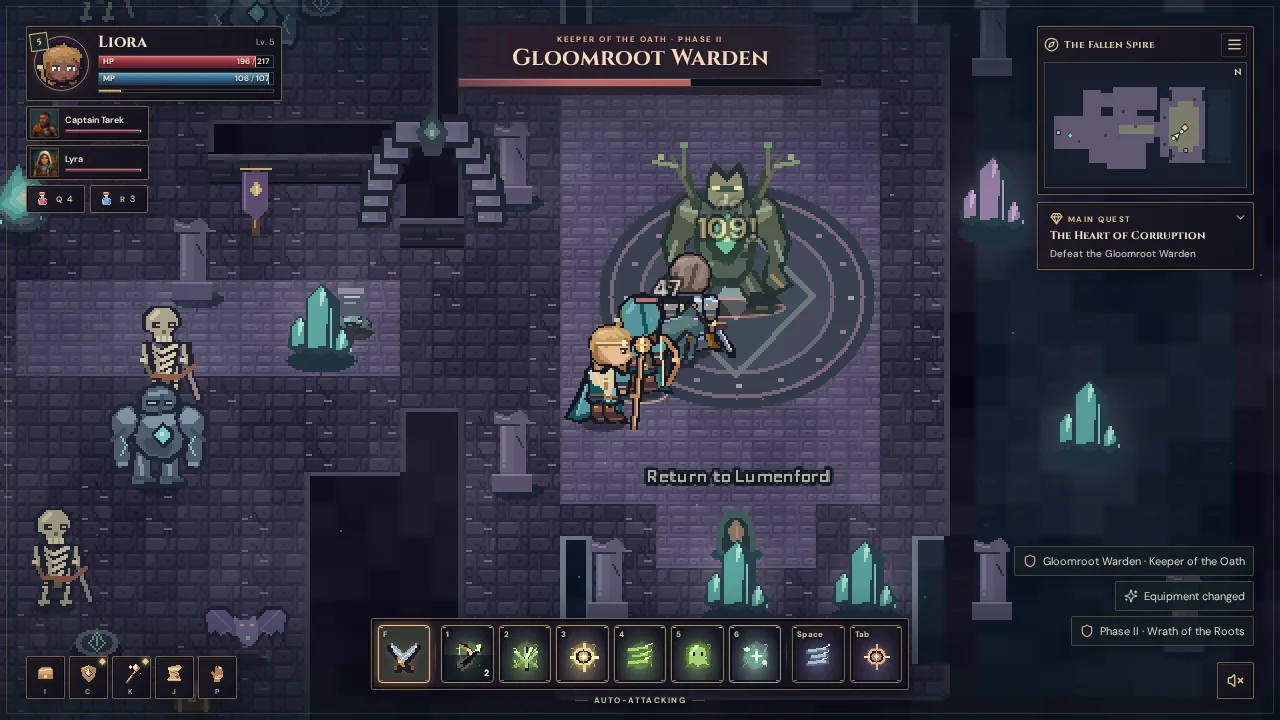 5
LIORA
Lv. 5
HP
196 / 217
MP
106 / 107
Captain Tarek
Lyra
Q 4
R 3
KEEPER OF THE OATH · PHASE II
GLOOMROOT WARDEN
THE FALLEN SPIRE
N
MAIN QUEST
THE HEART OF CORRUPTION
Defeat the Gloomroot Warden
109!
47
Return to Lumenford
Gloomroot Warden · Keeper of the Oath
Equipment changed
Phase II · Wrath of the Roots
F
1
2
2
3
4
5
6
Space
Tab
I
C
K
J
P
AUTO-ATTACKING